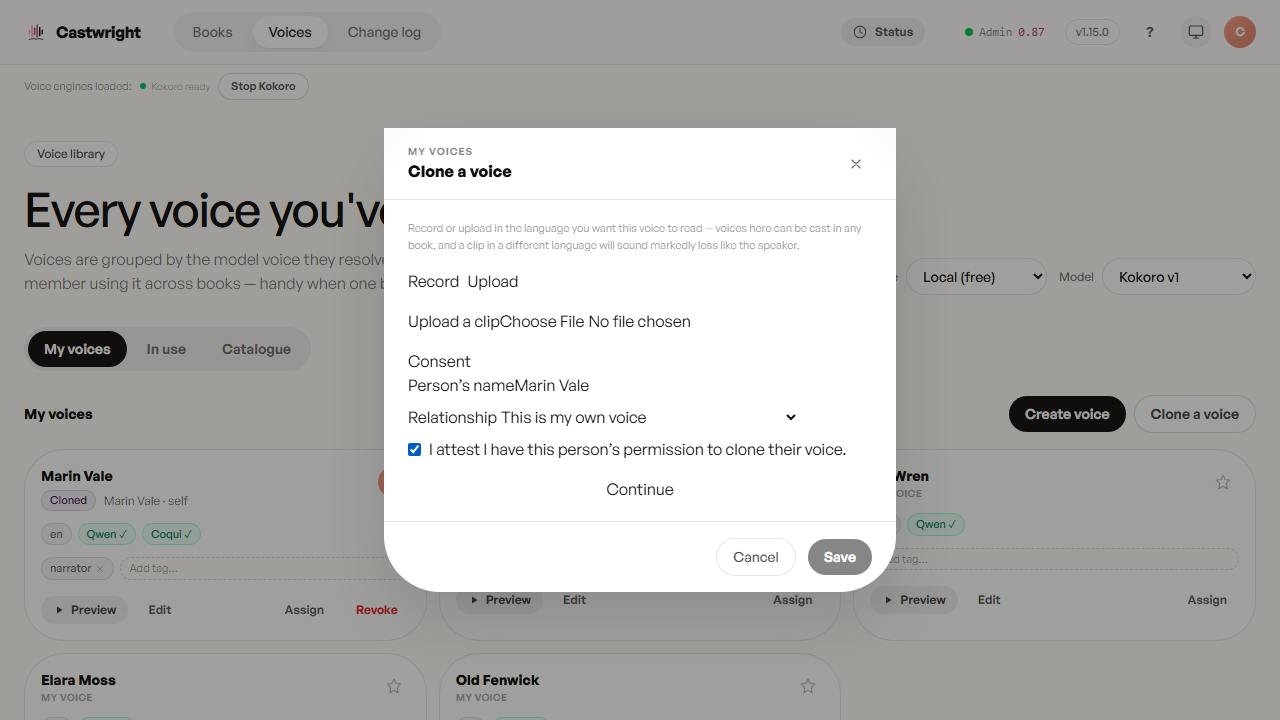 Castwright
Books
Voices
Change log
Status
Admin 0.87
v1.15.0
?
C
Voice engines loaded:
Kokoro ready
Stop Kokoro
Voice library
Every voice you've
Voices are grouped by the model voice they
member using it across books — handy when one
Local (free)
Model
Kokoro v1
My voices
In use
Catalogue
My voices
Create voice
Clone a voice
MY VOICES
Clone a voice
Record or upload in the language you want this voice to read — voices here can be cast in any
book, and a clip in a different language will sound markedly less like the speaker.
Record Upload
Upload a clipChoose File No file chosen
Consent
Person's nameMarin Vale
Relationship This is my own voice
I attest I have this person's permission to clone their voice.
Continue
Cancel
Save
Marin Vale
Cloned
Marin Vale · self
en
Qwen ✓
Coqui ✓
narrator ×
Add tag...
Preview
Edit
Assign
Revoke
Preview
Edit
Assign
Wren
Qwen ✓
tag...
Preview
Edit
Assign
Elara Moss
MY VOICE
Old Fenwick
MY VOICE